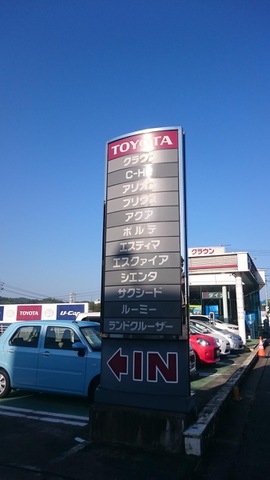 TOYOTA
クラウン
C-HR
アリオン
プリウス
アクア
ポルテ
エスティマ
エスクァイア
シエンタ
サクシード
ルーミー
ランドクルーザー
IN
クラウン
TOYOTA
U-Car